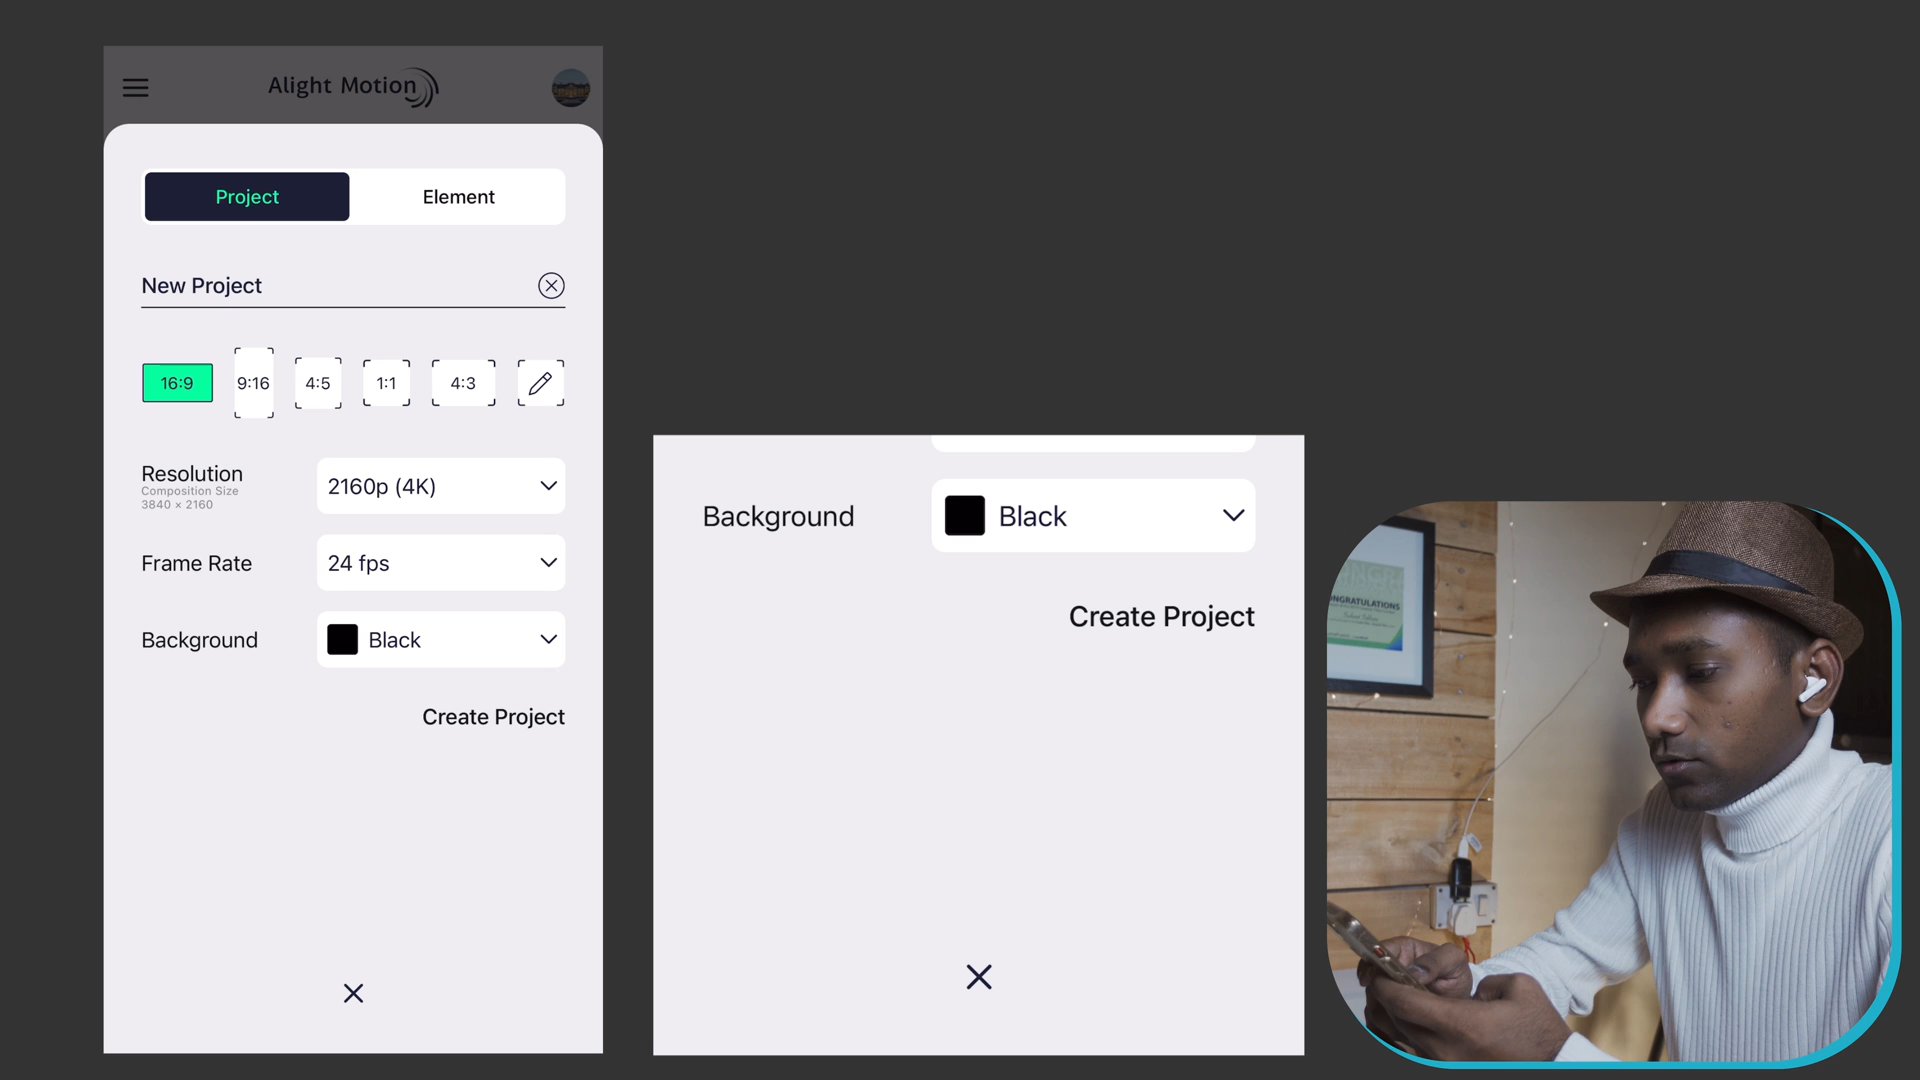 Alight Motion
Project
Element
New Project
16:9
9:16
4:5
1:1
4:3
Resolution
Composition Size
3840 × 2160
2160p (4K)
Frame Rate
24 fps
Background
Black
Create Project
Background
Black
Create Project
ONGRATULATIONS